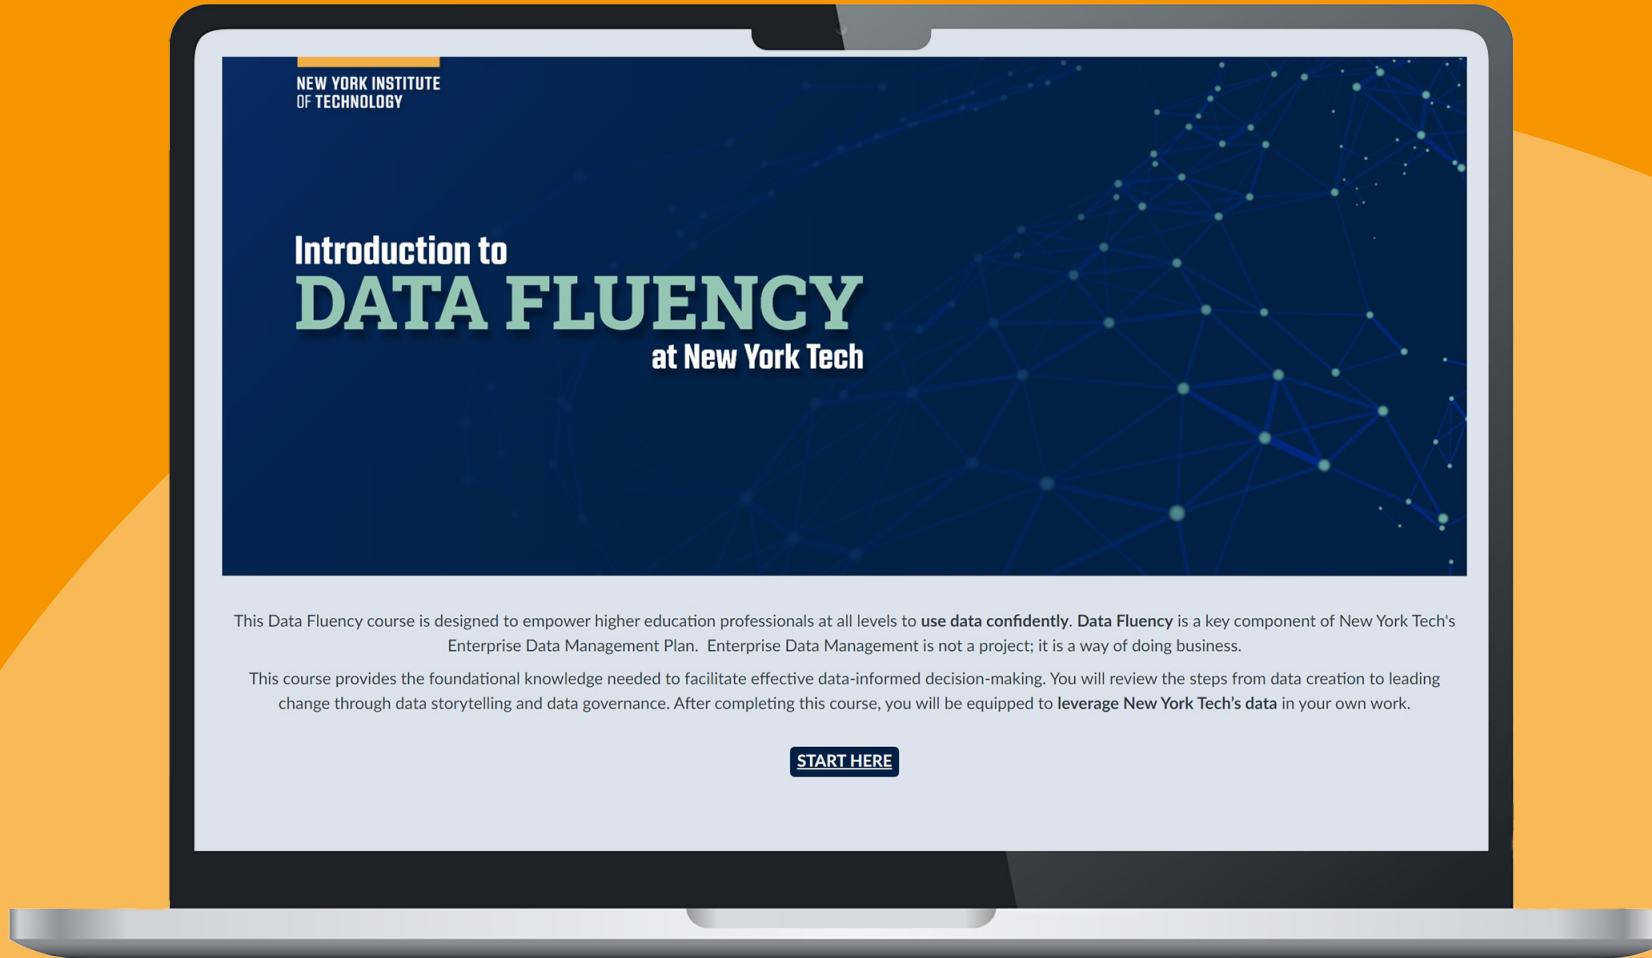 NEW YORK INSTITUTE
OF TECHNOLOGY
Introduction to
DATA FLUENCY
at New York Tech
This Data Fluency course is designed to empower higher education professionals at all levels to use data confidently. Data Fluency is a key component of New York Tech's
Enterprise Data Management Plan.  Enterprise Data Management is not a project; it is a way of doing business.
This course provides the foundational knowledge needed to facilitate effective data-informed decision-making. You will review the steps from data creation to leading
change through data storytelling and data governance. After completing this course, you will be equipped to leverage New York Tech’s data in your own work.
START HERE